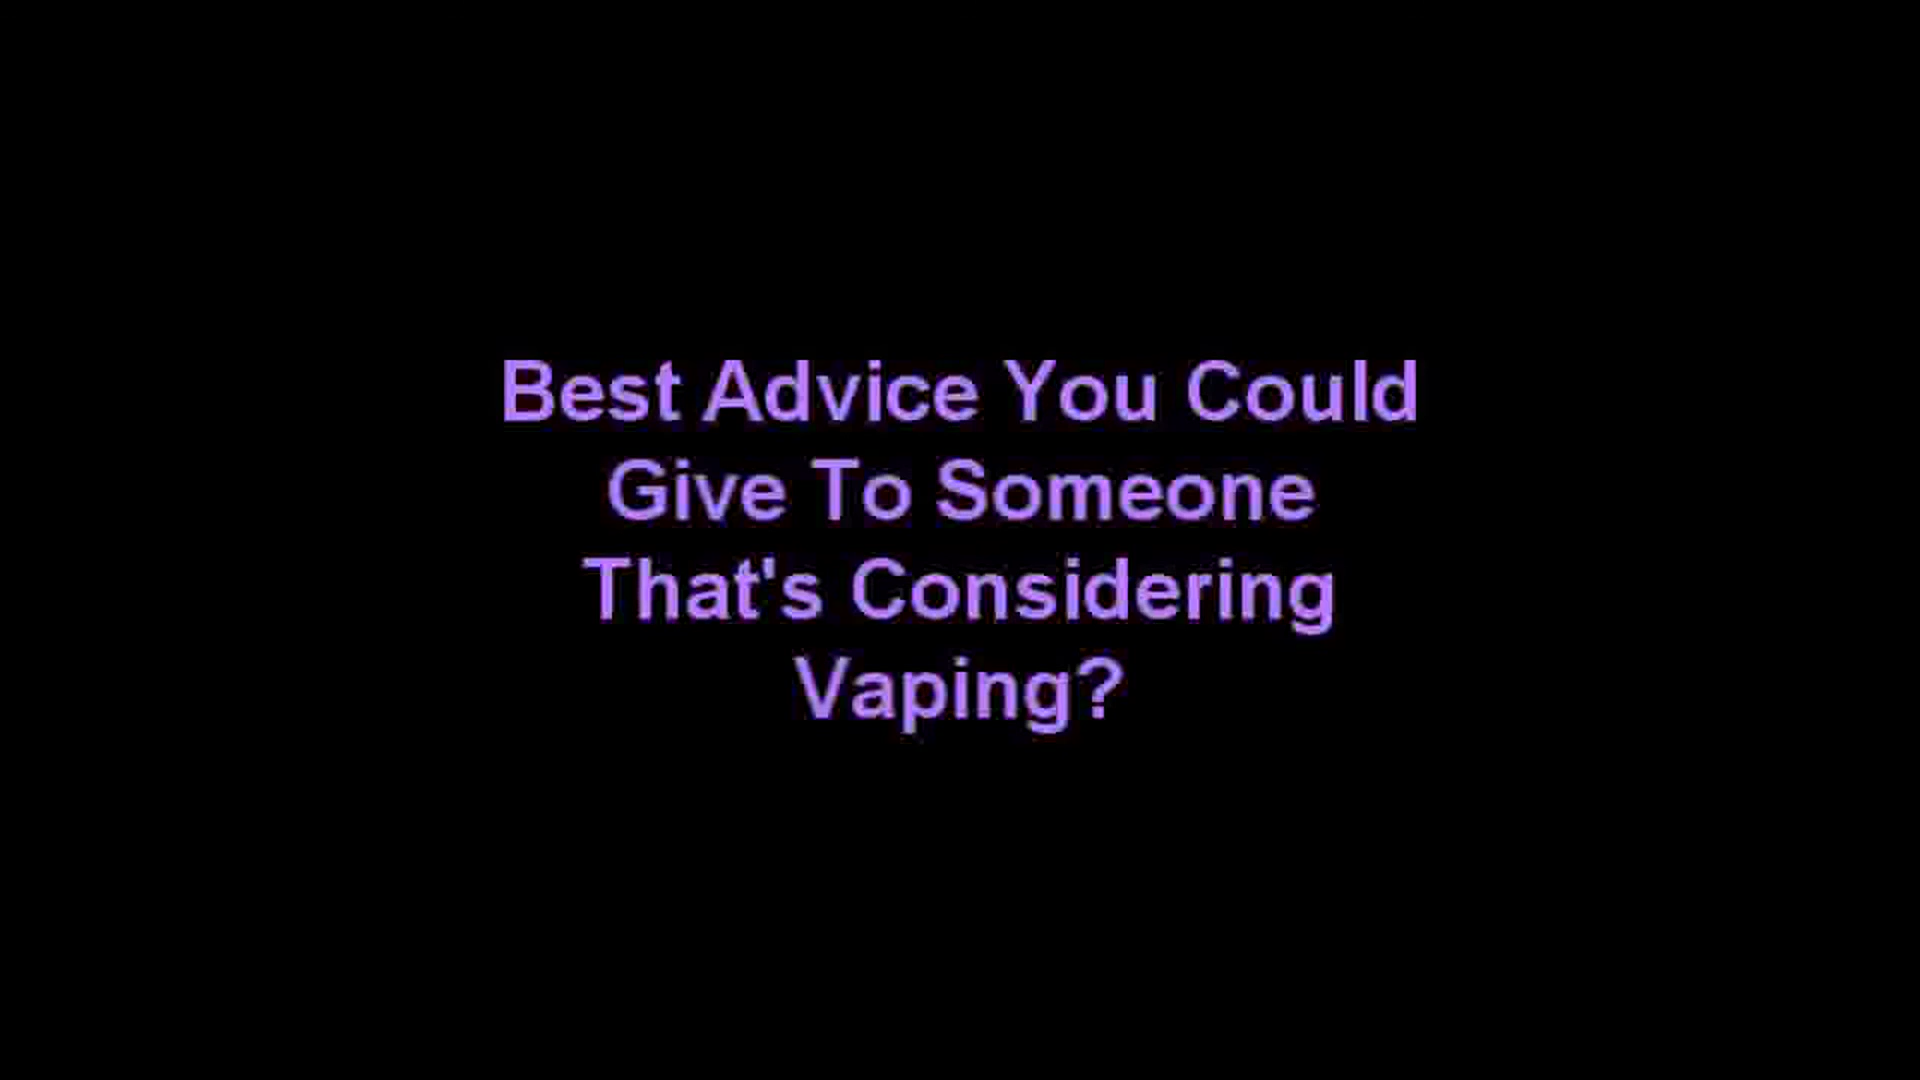 Best Advice You Could
Give To Someone
That's Considering
Vaping?